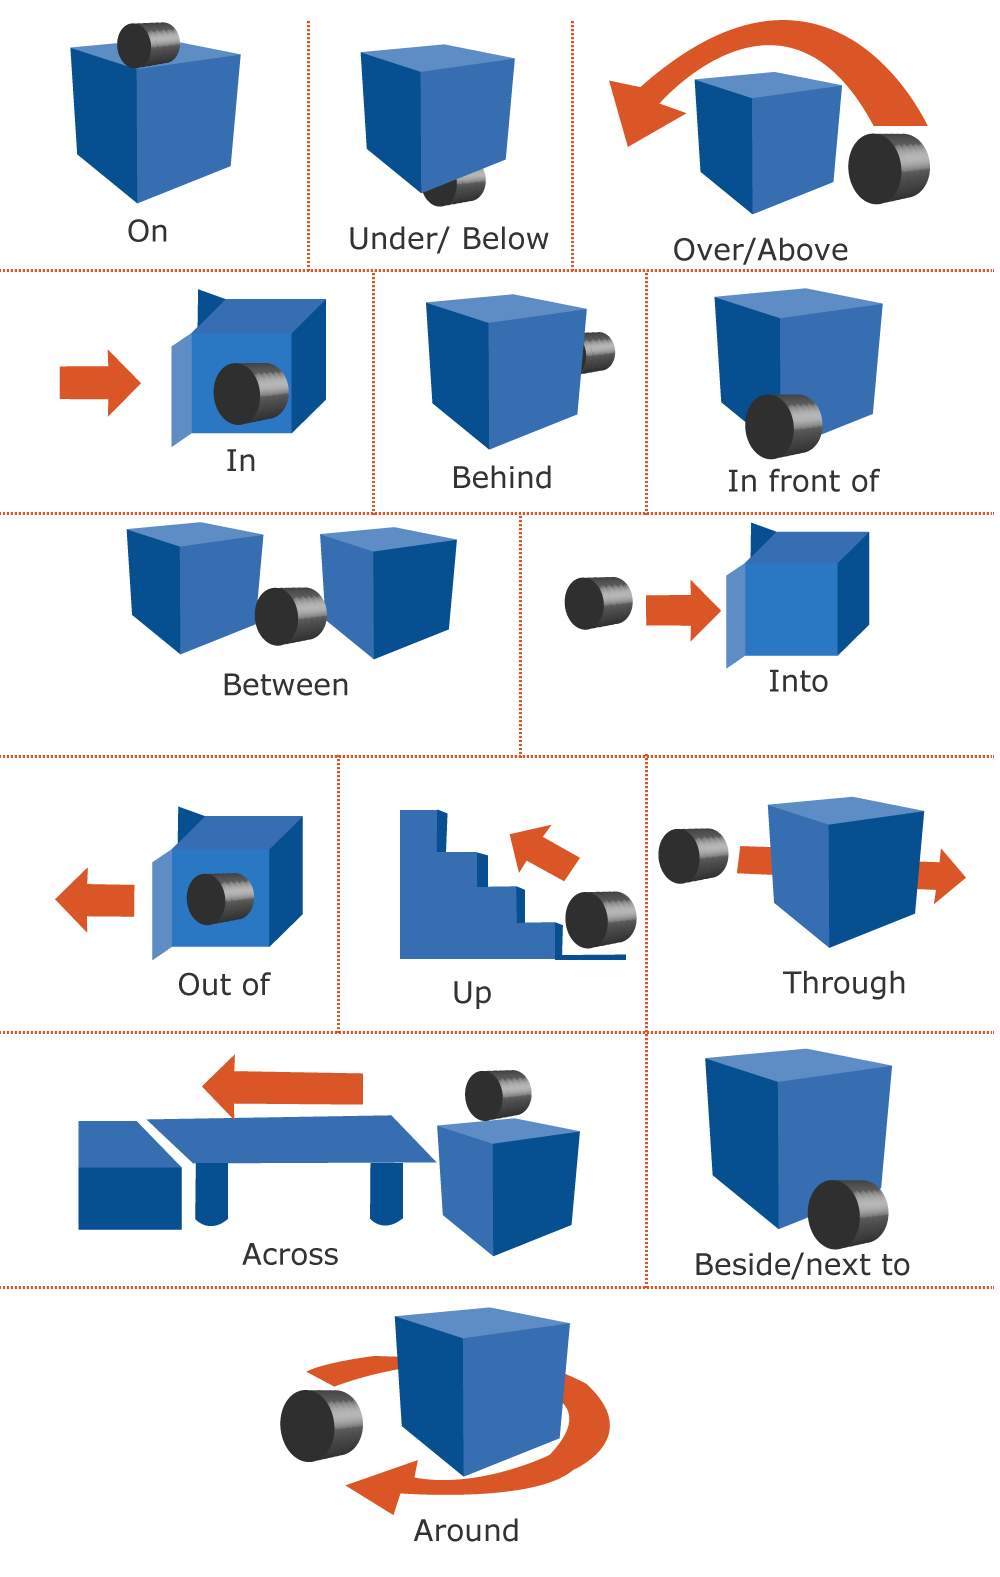 On
Under/ Below
Over/Above
In
Behind
In front of
Between
Into
Out of
Up
Through
Across
Beside/next to
Around